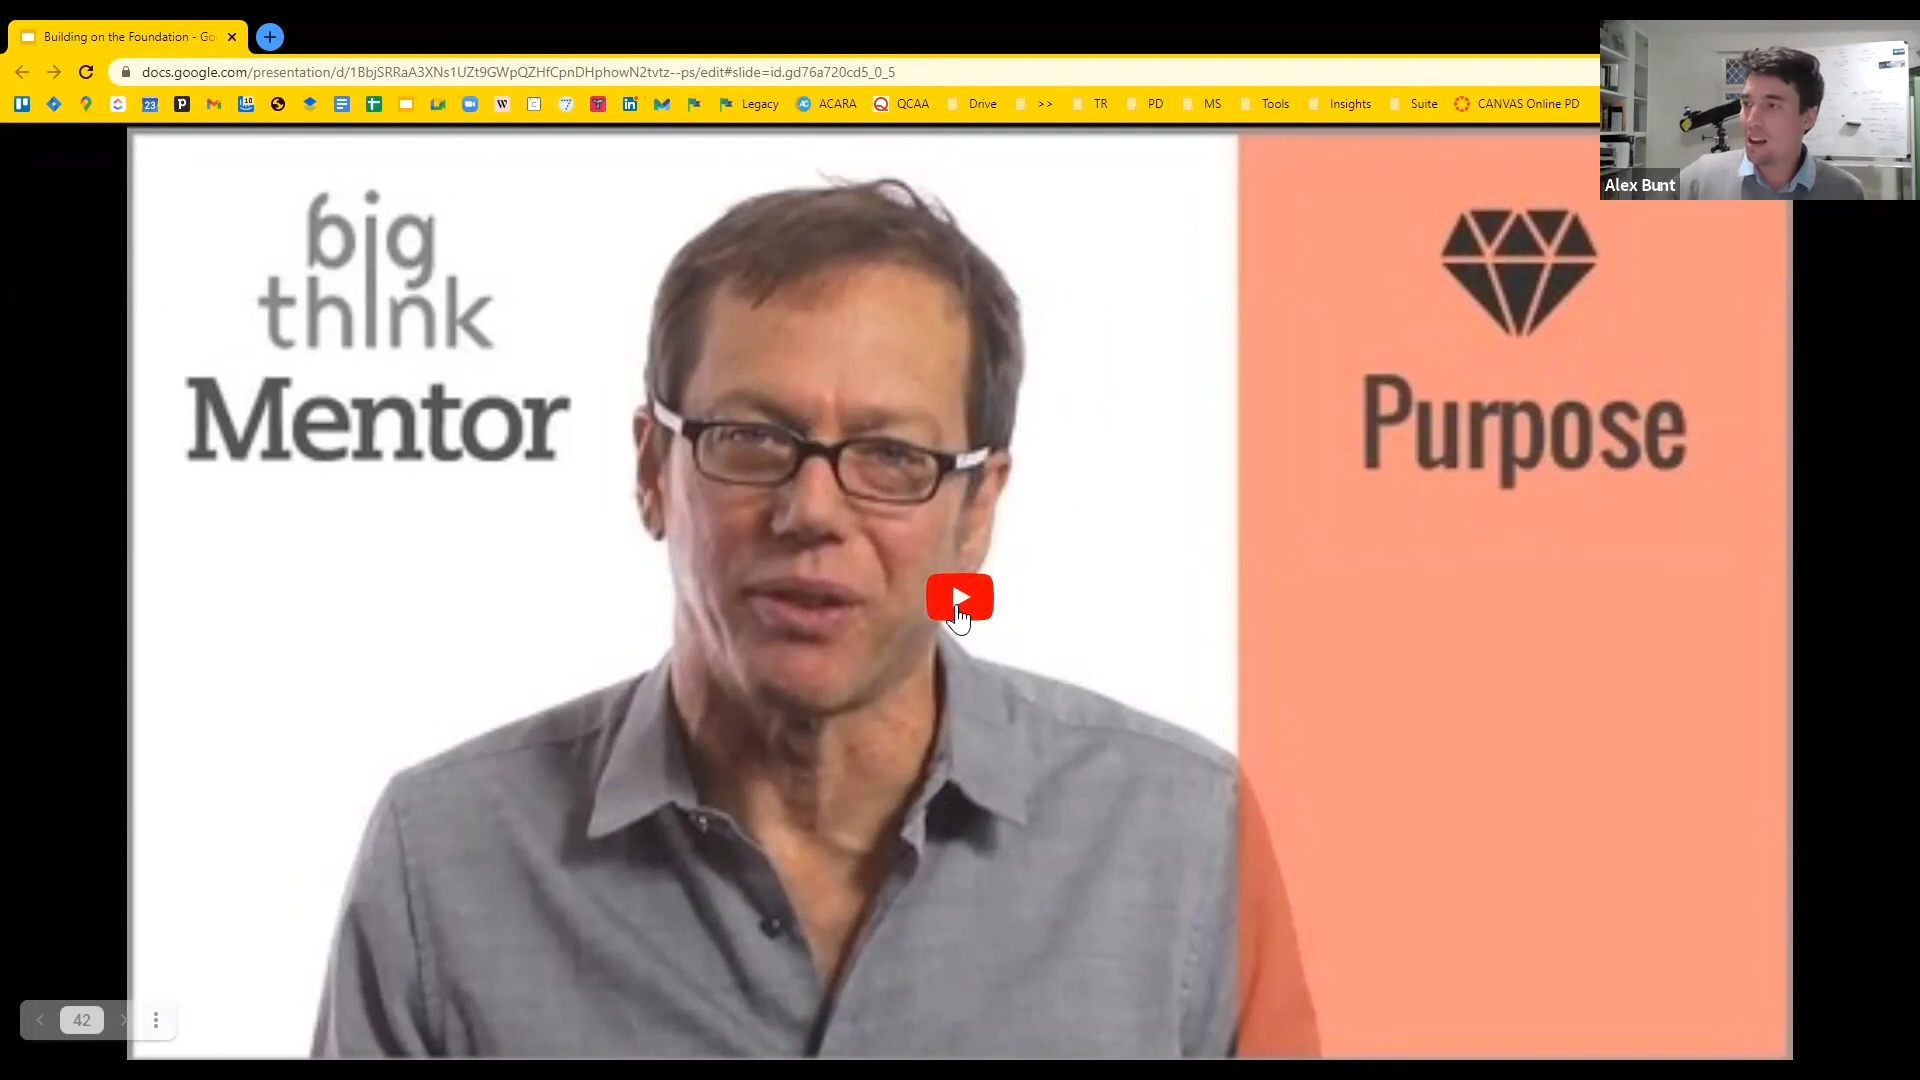 Building on the Foundation - Go
docs.google.com/presentation/d/1BbjSRRaA3XNs1UZt9GWpQZHfCpnDHphowN2tvtz--ps/edit#slide=id.gd76a720cd5_0_5
Legacy ACARA QCAA Drive >> TR PD MS Tools Insights Suite CANVAS Online PD
Alex Bunt
big
think
Mentor
Purpose
42